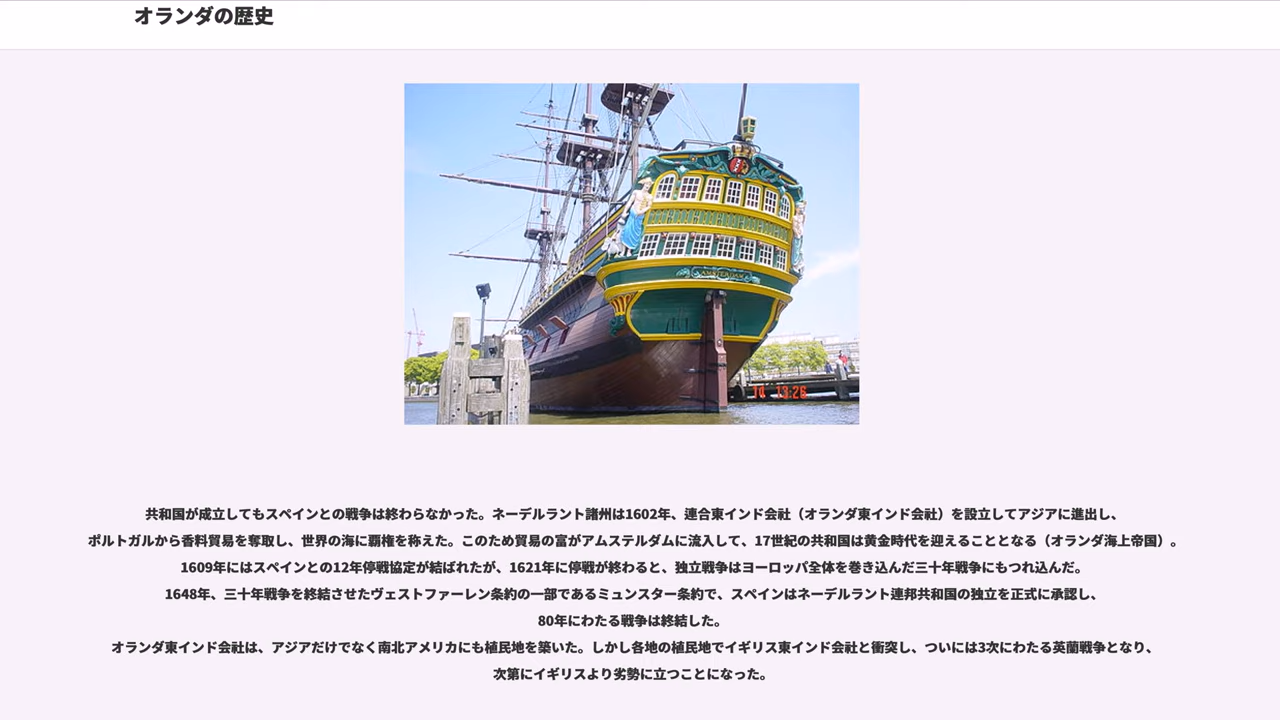 オランダの歴史
AMSTERDAM
13:26
共和国が成立してもスペインとの戦争は終わらなかった。ネーデルラント諸州は1602年、連合東インド会社（オランダ東インド会社）を設立してアジアに進出し、
ポルトガルから香料貿易を奪取し、世界の海に覇権を称えた。このため貿易の富がアムステルダムに流入して、17世紀の共和国は黄金時代を迎えることとなる（オランダ海上帝国）。
1609年にはスペインとの12年停戦協定が結ばれたが、1621年に停戦が終わると、独立戦争はヨーロッパ全体を巻き込んだ三十年戦争にもつれ込んだ。
1648年、三十年戦争を終結させたヴェストファーレン条約の一部であるミュンスター条約で、スペインはネーデルラント連邦共和国の独立を正式に承認し、
80年にわたる戦争は終結した。
オランダ東インド会社は、アジアだけでなく南北アメリカにも植民地を築いた。しかし各地の植民地でイギリス東インド会社と衝突し、ついには3次にわたる英蘭戦争となり、
次第にイギリスより劣勢に立つことになった。